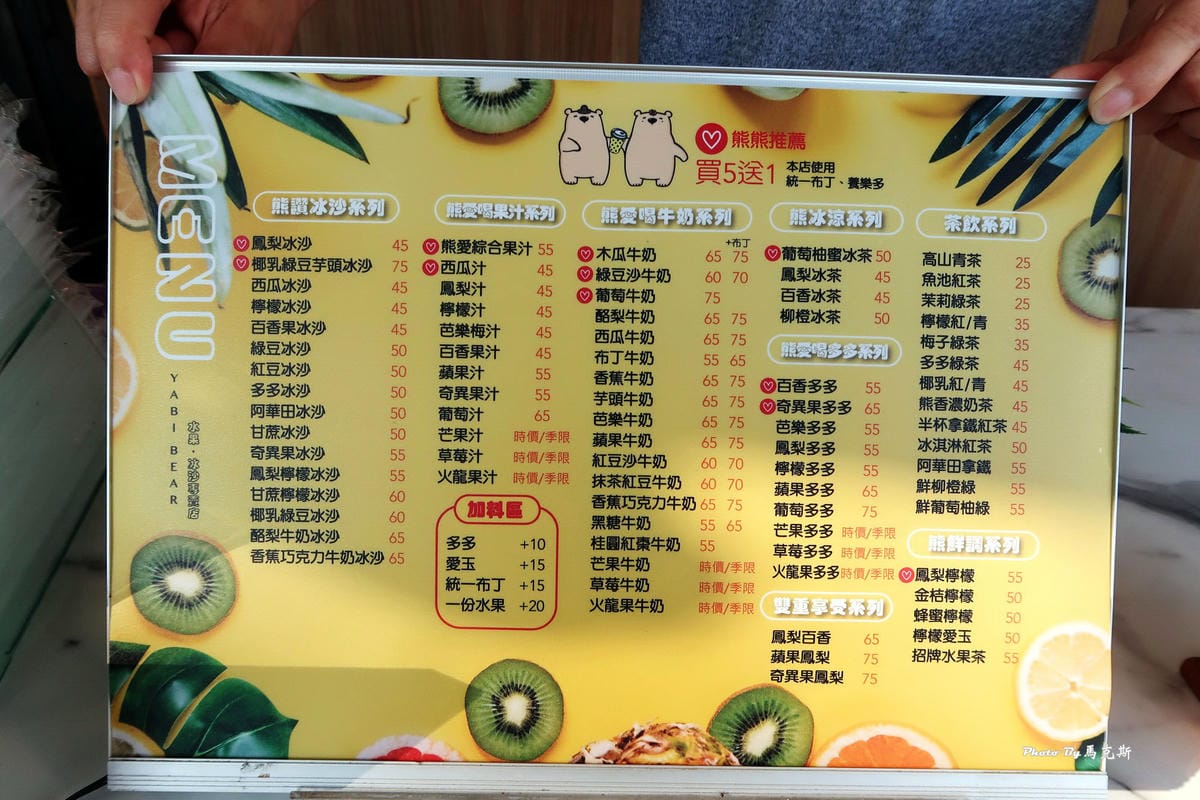 MENU
YABI BEAR
水果·冰沙專賣店
熊熊推薦
買5送1
本店使用
統一布丁、養樂多
熊讚冰沙系列
鳳梨冰沙 45
椰乳綠豆芋頭冰沙 75
西瓜冰沙 45
檸檬冰沙 45
百香果冰沙 45
綠豆冰沙 50
紅豆冰沙 50
多多冰沙 50
阿華田冰沙 50
甘蔗冰沙 50
奇異果冰沙 55
鳳梨檸檬冰沙 55
甘蔗檸檬冰沙 60
椰乳綠豆冰沙 60
酪梨牛奶冰沙 65
香蕉巧克力牛奶冰沙 65
熊愛喝果汁系列
熊愛綜合果汁 55
西瓜汁 45
鳳梨汁 45
檸檬汁 45
芭樂梅汁 45
百香果汁 45
蘋果汁 55
奇異果汁 55
葡萄汁 65
芒果汁 時價/季限
草莓汁 時價/季限
火龍果汁 時價/季限
加料區
多多 +10
愛玉 +15
統一布丁 +15
一份水果 +20
熊愛喝牛奶系列
+布丁
木瓜牛奶 65 75
綠豆沙牛奶 60 70
葡萄牛奶 75
酪梨牛奶 65 75
西瓜牛奶 65 75
布丁牛奶 55 65
香蕉牛奶 65 75
芋頭牛奶 65 75
芭樂牛奶 65 75
蘋果牛奶 65 75
紅豆沙牛奶 60 70
抹茶紅豆牛奶 60 70
香蕉巧克力牛奶 65 75
黑糖牛奶 55 65
桂圓紅棗牛奶 55
芒果牛奶 時價/季限
草莓牛奶 時價/季限
火龍果牛奶 時價/季限
熊冰涼系列
葡萄柚蜜冰茶 50
鳳梨冰茶 45
百香冰茶 45
柳橙冰茶 50
熊愛喝多多系列
百香多多 55
奇異果多多 65
芭樂多多 55
鳳梨多多 55
檸檬多多 55
蘋果多多 65
葡萄多多 75
芒果多多 時價/季限
草莓多多 時價/季限
火龍果多多 時價/季限
雙重享受系列
鳳梨百香 65
蘋果鳳梨 75
奇異果鳳梨 75
茶飲系列
高山青茶 25
魚池紅茶 25
茉莉綠茶 25
檸檬紅/青 35
梅子綠茶 35
多多綠茶 45
椰乳紅/青 45
熊香濃奶茶 45
半杯拿鐵紅茶 45
冰淇淋紅茶 50
阿華田拿鐵 55
鮮柳橙綠 55
鮮葡萄柚綠 55
熊鮮調系列
鳳梨檸檬 55
金桔檸檬 50
蜂蜜檸檬 50
檸檬愛玉 50
招牌水果茶 55
Photo By 馬克斯